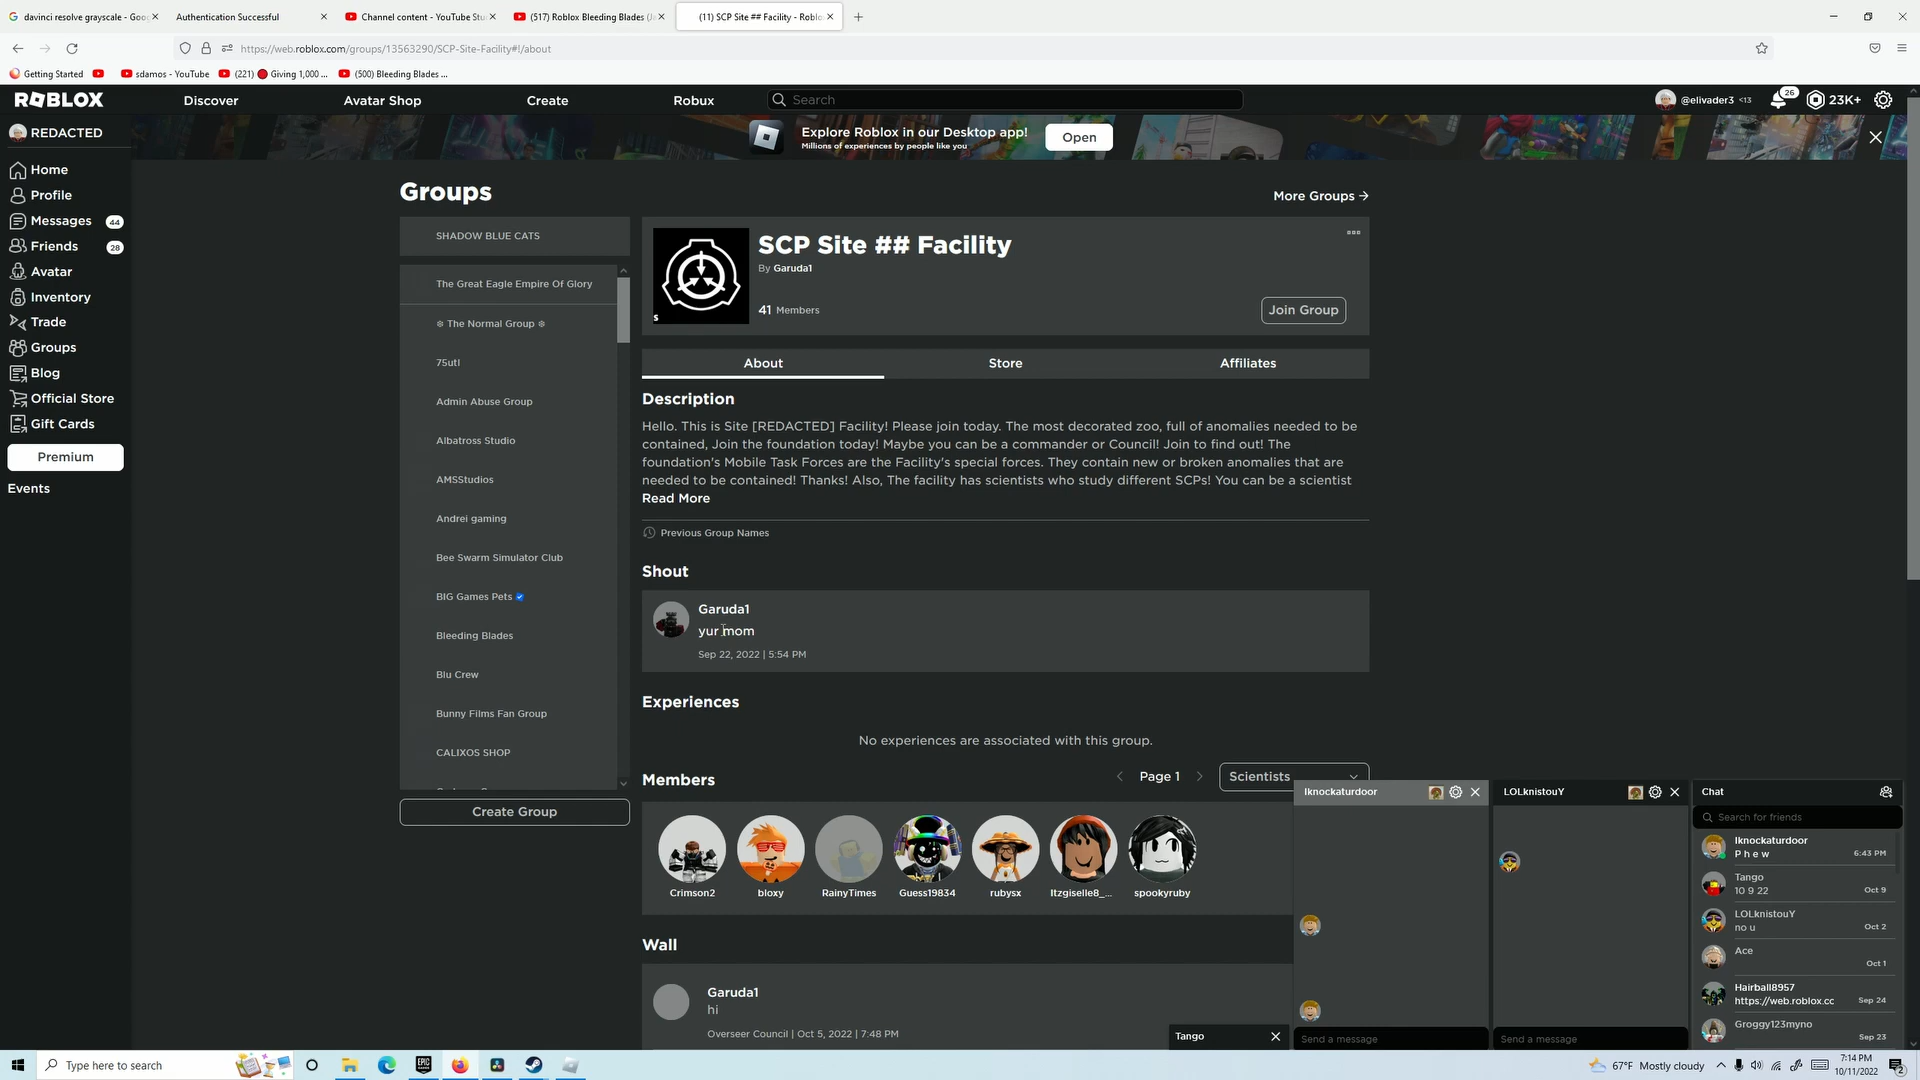 davinci resolve grayscale - Goo
Authentication Successful
Channel content - YouTube Stu
(517) Roblox Bleeding Blades (Ja
(11) SCP Site ## Facility - Roblo
https://web.roblox.com/groups/13563290/SCP-Site-Facility#!/about
Getting Started
sdamos - YouTube
(221) Giving 1,000 ...
(500) Bleeding Blades ...
ROBLOX
Discover
Avatar Shop
Create
Robux
Search
@elivader3 <13
26
23K+
REDACTED
Explore Roblox in our Desktop app!
Millions of experiences by people like you
Open
Home
Profile
Messages 44
Friends 28
Avatar
Inventory
Trade
Groups
Blog
Official Store
Gift Cards
Premium
Events
Groups
More Groups →
SHADOW BLUE CATS
The Great Eagle Empire Of Glory
❄ The Normal Group ❄
75utl
Admin Abuse Group
Albatross Studio
AMSStudios
Andrei gaming
Bee Swarm Simulator Club
BIG Games Pets
Bleeding Blades
Blu Crew
Bunny Films Fan Group
CALIXOS SHOP
Create Group
S
SCP Site ## Facility
By Garuda1
41 Members
Join Group
About
Store
Affiliates
Description
Hello. This is Site [REDACTED] Facility! Please join today. The most decorated zoo, full of anomalies needed to be
contained, Join the foundation today! Maybe you can be a commander or Council! Join to find out! The
foundation's Mobile Task Forces are the Facility's special forces. They contain new or broken anomalies that are
needed to be contained! Thanks! Also, The facility has scientists who study different SCPs! You can be a scientist
Read More
Previous Group Names
Shout
Garuda1
yur mom
Sep 22, 2022 | 5:54 PM
Experiences
No experiences are associated with this group.
Members
Page 1
Scientists
Crimson2
bloxy
RainyTimes
Guess19834
rubysx
Itzgiselle8_...
spookyruby
Wall
Garuda1
hi
Overseer Council | Oct 5, 2022 | 7:48 PM
Tango
Iknockaturdoor
Send a message
LOLknistouY
Send a message
Chat
Search for friends
Iknockaturdoor
P h e w
6:43 PM
Tango
10 9 22
Oct 9
LOLknistouY
no u
Oct 2
Ace
Oct 1
Hairball8957
https://web.roblox.cc
Sep 24
Groggy123myno
Sep 23
Type here to search
67°F Mostly cloudy
7:14 PM
10/11/2022
2